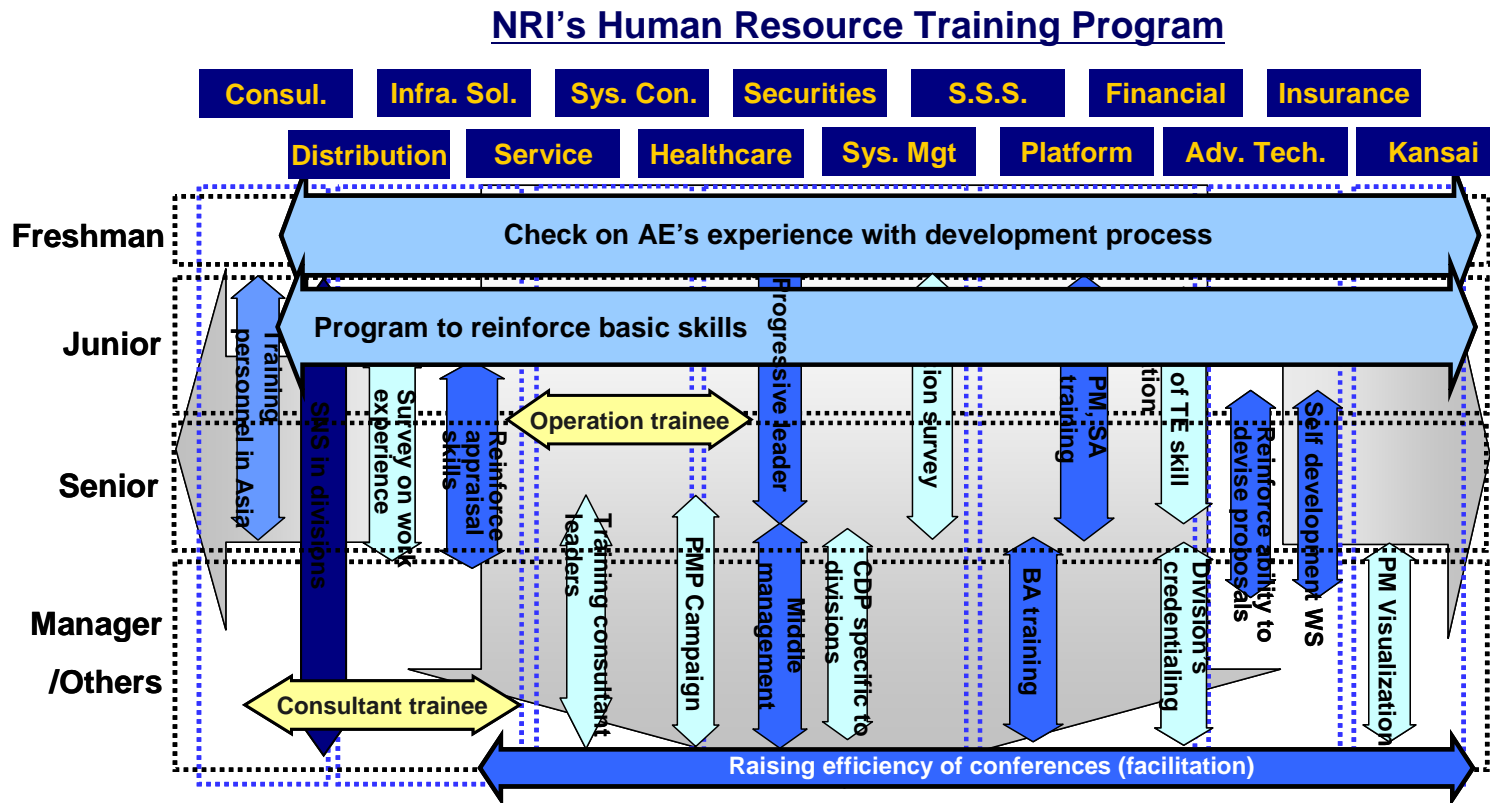 NRI's Human Resource Training Program
Consul.
Infra. Sol.
Sys. Con.
Securities
S.S.S.
Financial
Insurance
Distribution
Service
Healthcare
Sys. Mgt
Platform
Adv. Tech.
Kansai
Freshman
Check on AE's experience with development process
Junior
Program to reinforce basic skills
Training
personnel in Asia
SNS in divisions
Survey on work
experience
Reinforce
appraisal
skills
Operation trainee
Progressive leader
survey
PM, SA
training
of TE skill
Reinforce ability to
devise proposals
Self development WS
Senior
Manager
/Others
Training consultant
leaders
PMP Campaign
Middle
management
CDP specific to
divisions
BA training
Division's
credentialing
PM Visualization
Consultant trainee
Raising efficiency of conferences (facilitation)